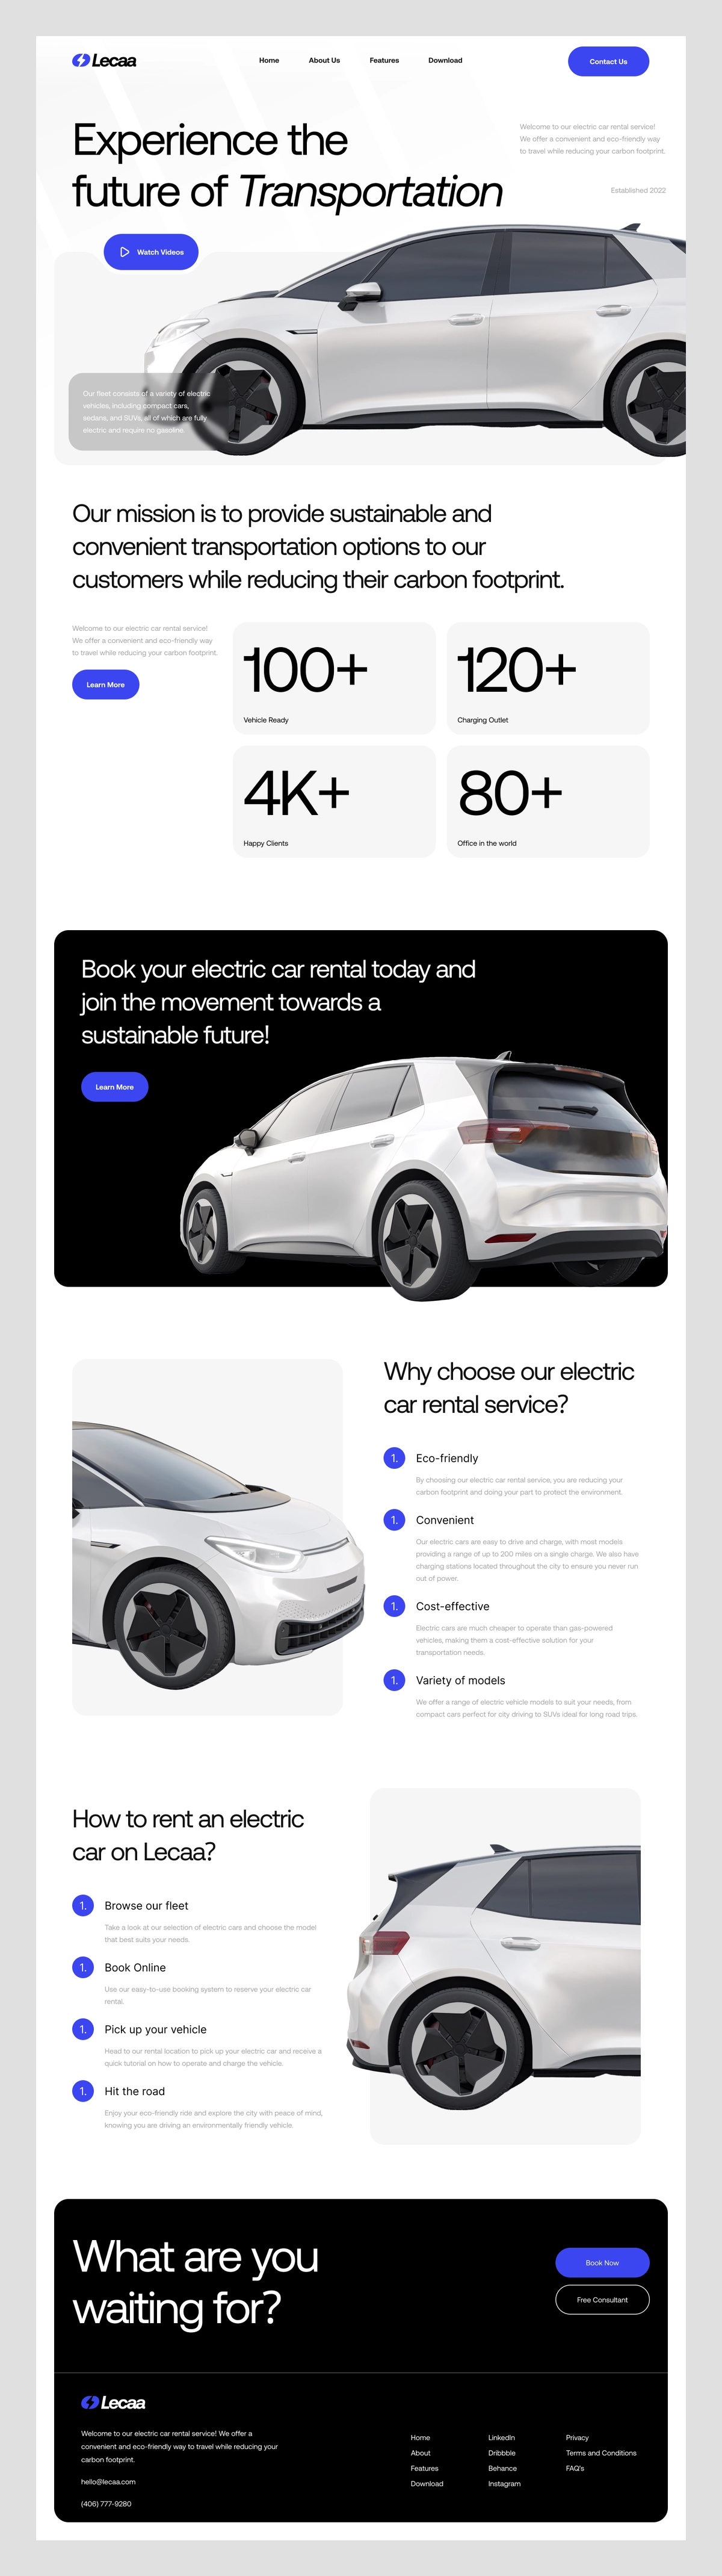 Lecaa
Home
About Us
Features
Download
Contact Us
Experience the
future of Transportation
Welcome to our electric car rental service!
We offer a convenient and eco-friendly way
to travel while reducing your carbon footprint.
Established 2022
Watch Videos
Our fleet consists of a variety of electric
vehicles, including compact cars,
sedans, and SUVs, all of which are fully
electric and require no gasoline.
Our mission is to provide sustainable and
convenient transportation options to our
customers while reducing their carbon footprint.
Welcome to our electric car rental service!
We offer a convenient and eco-friendly way
to travel while reducing your carbon footprint.
Learn More
100+
Vehicle Ready
120+
Charging Outlet
4K+
Happy Clients
80+
Office in the world
Book your electric car rental today and
join the movement towards a
sustainable future!
Learn More
Why choose our electric
car rental service?
1.
Eco-friendly
By choosing our electric car rental service, you are reducing your
carbon footprint and doing your part to protect the environment.
1.
Convenient
Our electric cars are easy to drive and charge, with most models
providing a range of up to 200 miles on a single charge. We also have
charging stations located throughout the city to ensure you never run
out of power.
1.
Cost-effective
Electric cars are much cheaper to operate than gas-powered
vehicles, making them a cost-effective solution for your
transportation needs.
1.
Variety of models
We offer a range of electric vehicle models to suit your needs, from
compact cars perfect for city driving to SUVs ideal for long road trips.
How to rent an electric
car on Lecaa?
1.
Browse our fleet
Take a look at our selection of electric cars and choose the model
that best suits your needs.
1.
Book Online
Use our easy-to-use booking system to reserve your electric car
rental.
1.
Pick up your vehicle
Head to our rental location to pick up your electric car and receive a
quick tutorial on how to operate and charge the vehicle.
1.
Hit the road
Enjoy your eco-friendly ride and explore the city with peace of mind,
knowing you are driving an environmentally friendly vehicle.
What are you
waiting for?
Book Now
Free Consultant
Lecaa
Welcome to our electric car rental service! We offer a
convenient and eco-friendly way to travel while reducing your
carbon footprint.
hello@lecaa.com
(406) 777-9280
Home
About
Features
Download
LinkedIn
Dribbble
Behance
Instagram
Privacy
Terms and Conditions
FAQ's